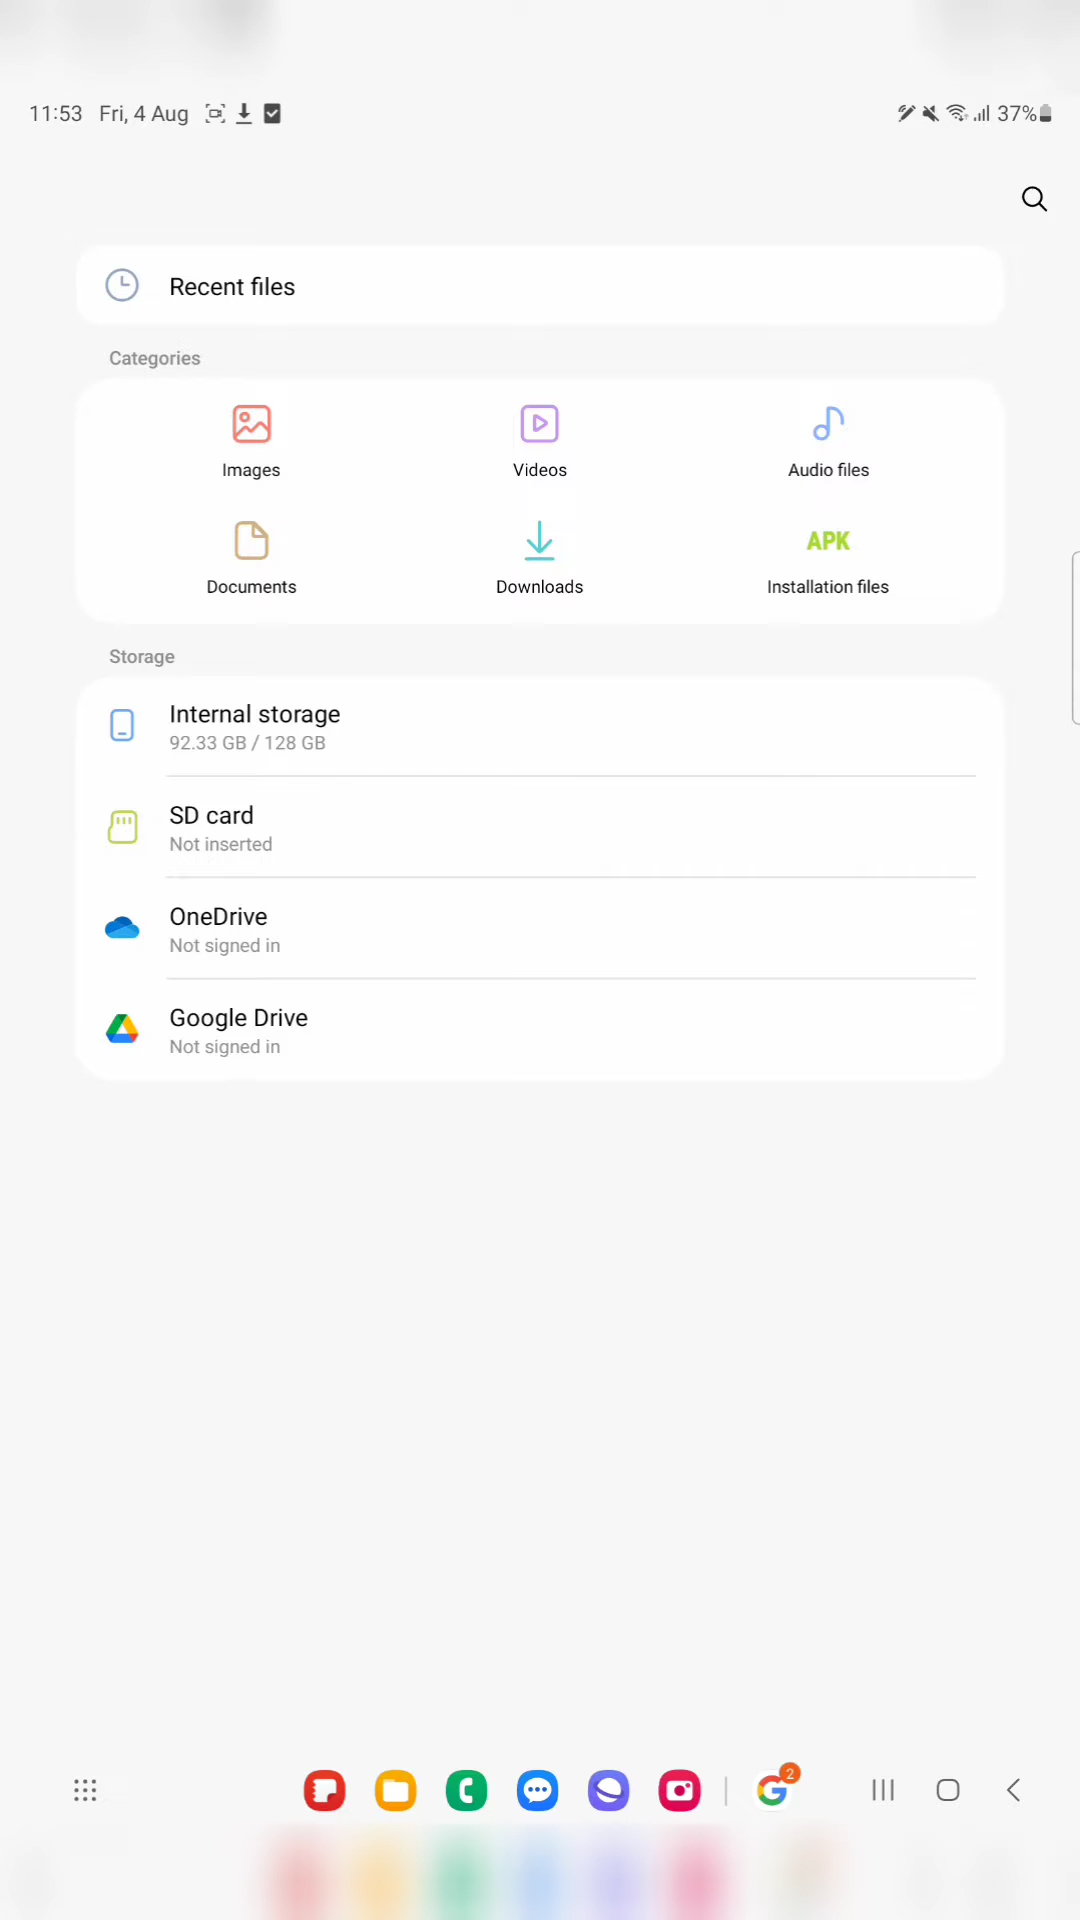 11:53 Fri, 4 Aug 37%
Recent files
Categories
Images Videos Audio files
APK
Documents Downloads Installation files
Storage
Internal storage
92.33 GB / 128 GB
SD card
Not inserted
OneDrive
Not signed in
Google Drive
Not signed in
2